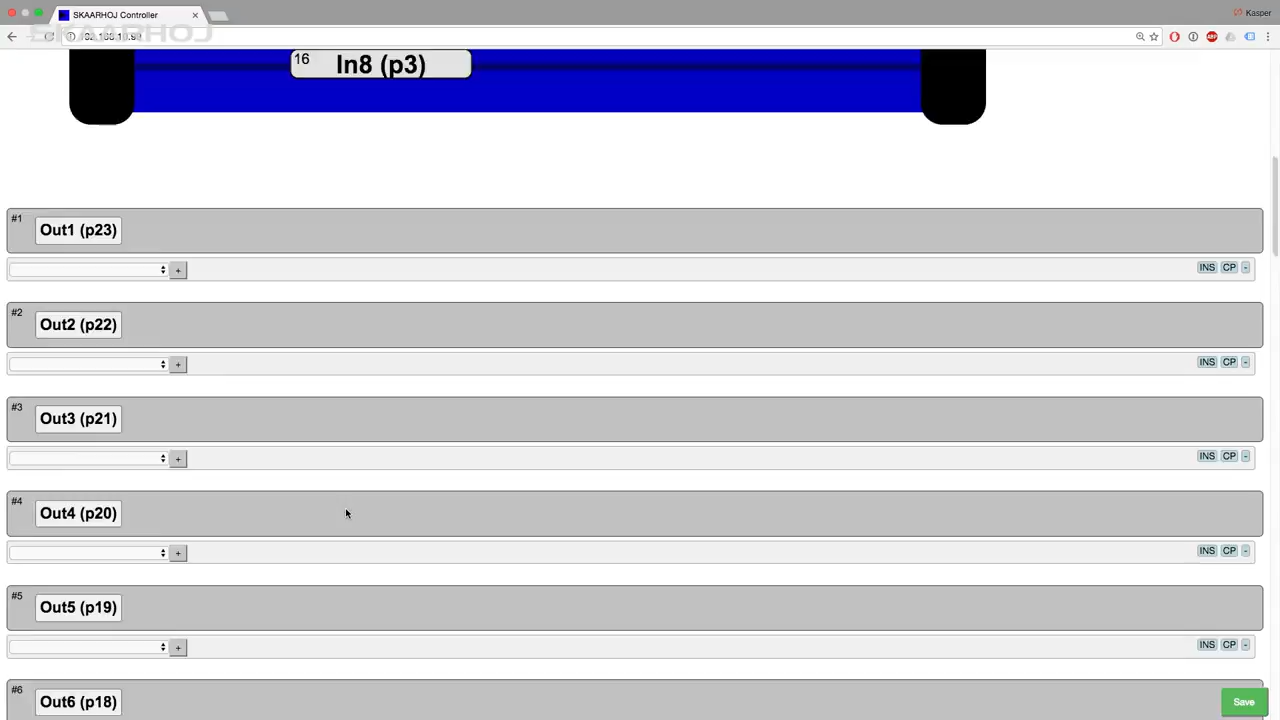 SKAARHOJ Controller
Kasper
SKAARHOJ
16 In8 (p3)
#1 Out1 (p23)
+ INS CP -
#2 Out2 (p22)
+ INS CP -
#3 Out3 (p21)
+ INS CP -
#4 Out4 (p20)
+ INS CP -
#5 Out5 (p19)
+ INS CP -
#6 Out6 (p18)
Save